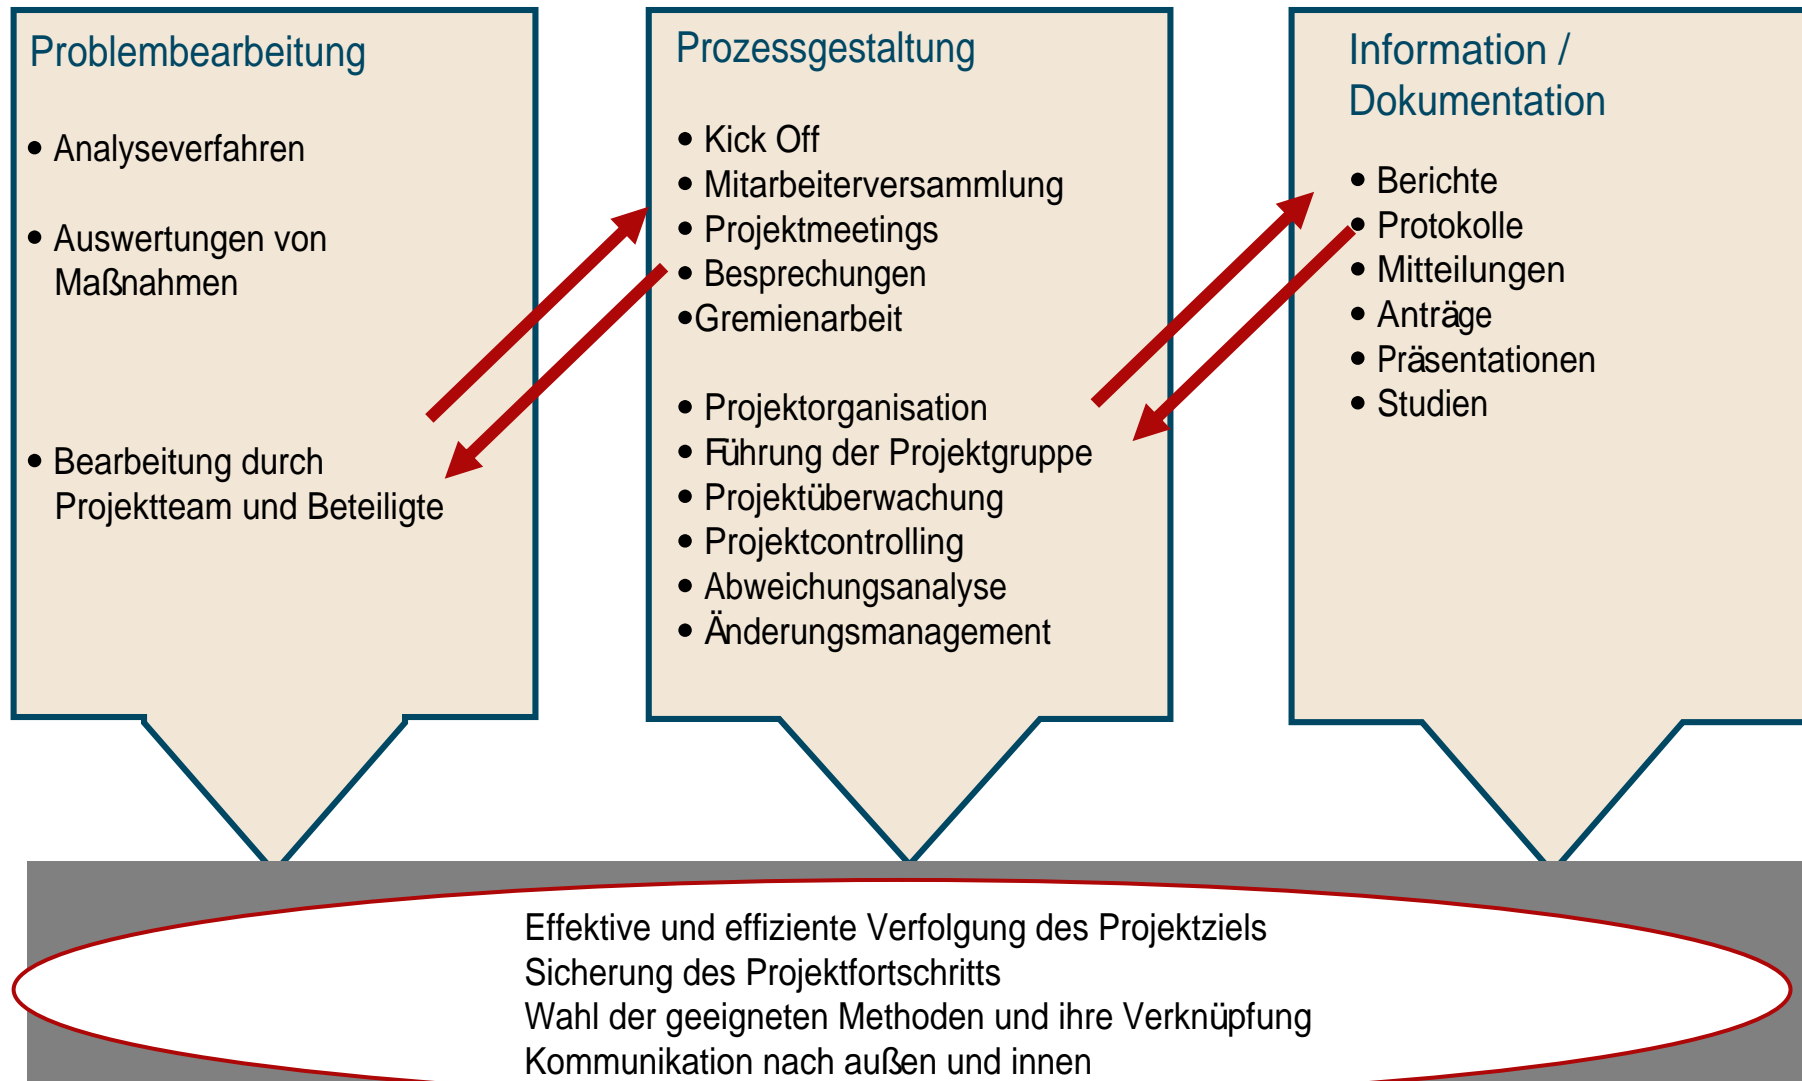 Problembearbeitung
• Analyseverfahren
• Auswertungen von
Maßnahmen
• Bearbeitung durch
Projektteam und Beteiligte
Prozessgestaltung
• Kick Off
• Mitarbeiterversammlung
• Projektmeetings
• Besprechungen
•Gremienarbeit
• Projektorganisation
• Führung der Projektgruppe
• Projektüberwachung
• Projektcontrolling
• Abweichungsanalyse
• Änderungsmanagement
Information /
Dokumentation
• Berichte
• Protokolle
• Mitteilungen
• Anträge
• Präsentationen
• Studien
Effektive und effiziente Verfolgung des Projektziels
Sicherung des Projektfortschritts
Wahl der geeigneten Methoden und ihre Verknüpfung
Kommunikation nach außen und innen